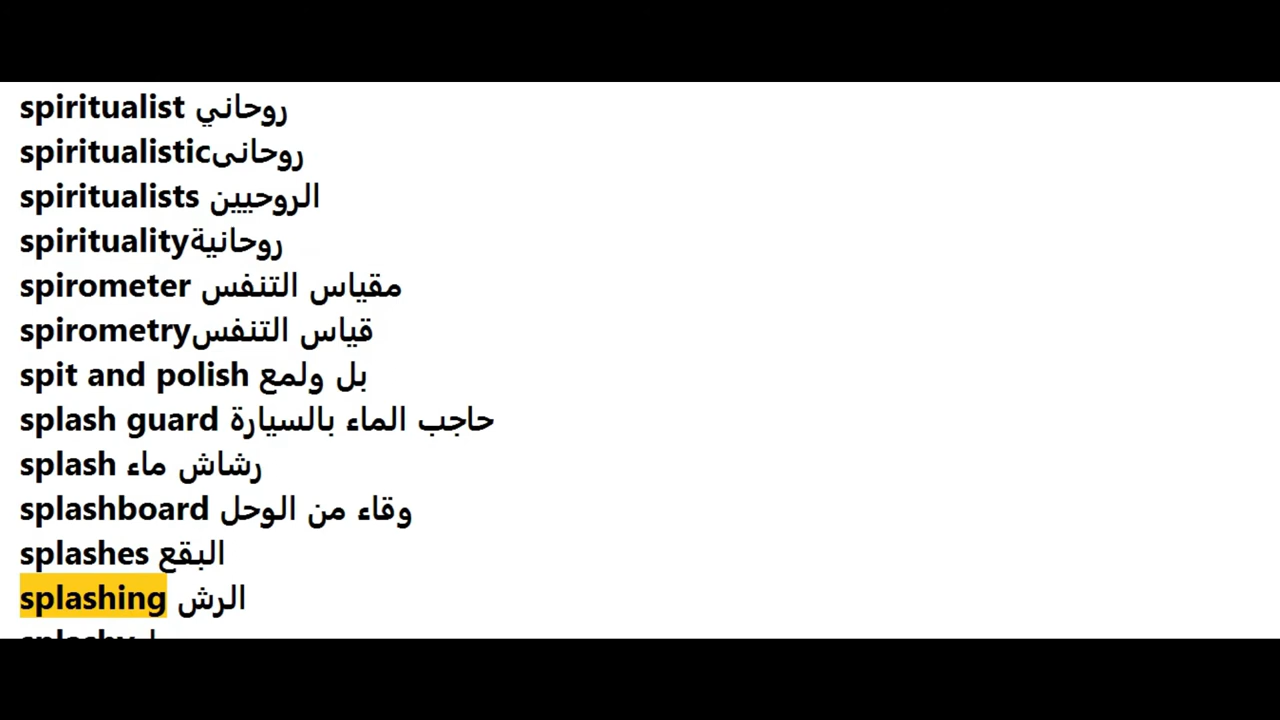 spiritualist روحاني
spiritualisticروحانى
spiritualists الروحيين
spiritualityروحانية
spirometer مقياس التنفس
spirometryقياس التنفس
spit and polish بل ولمع
splash guard حاجب الماء بالسيارة
splash رشاش ماء
splashboard وقاء من الوحل
splashes البقع
splashing الرش